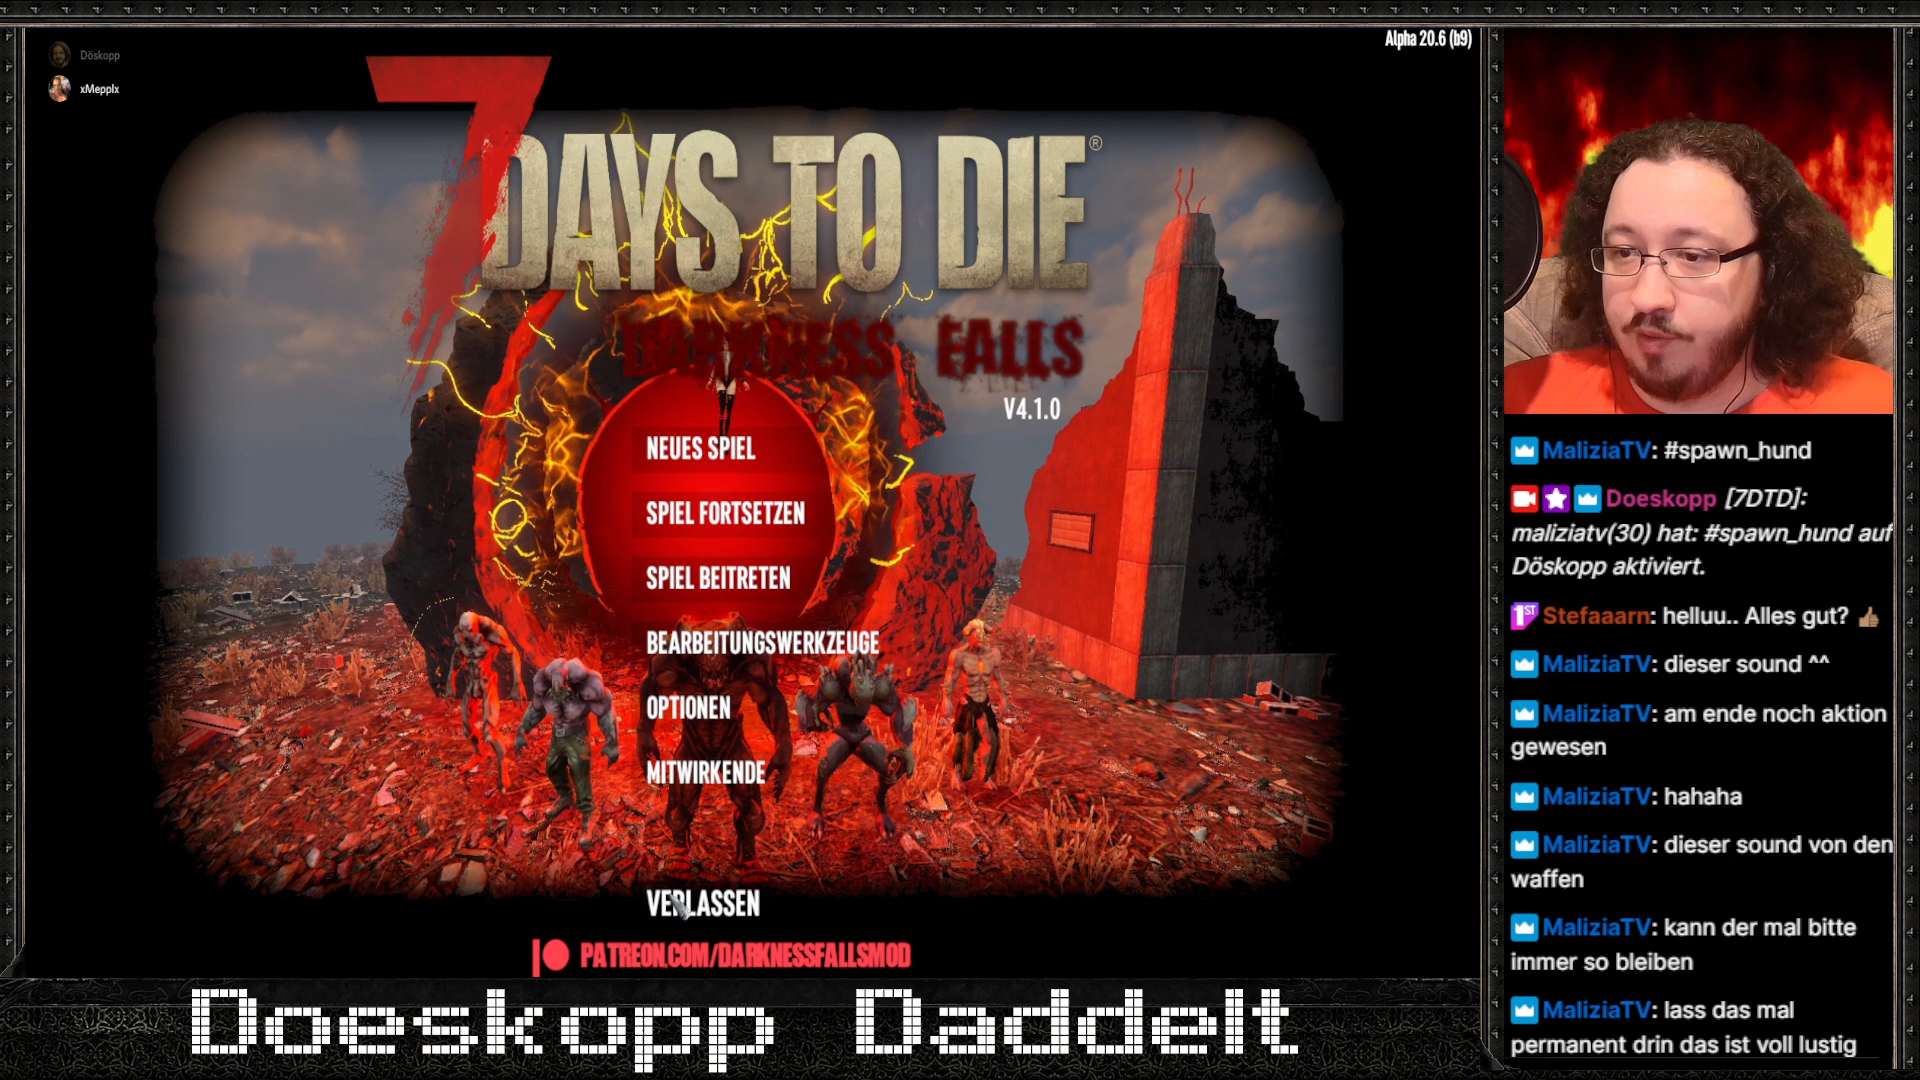 Alpha 20.6 (b9)
Döskopp
xMepplx
7 DAYS TO DIE®
DARKNESS FALLS
V4.1.0
NEUES SPIEL
SPIEL FORTSETZEN
SPIEL BEITRETEN
BEARBEITUNGSWERKZEUGE
OPTIONEN
MITWIRKENDE
VERLASSEN
PATREON.COM/DARKNESSFALLSMOD
Doeskopp Daddelt
MaliziaTV: #spawn_hund
Doeskopp [7DTD]:
maliziatv(30) hat: #spawn_hund auf
Döskopp aktiviert.
1ST Stefaaarn: helluu.. Alles gut? 👍🏽
MaliziaTV: dieser sound ^^
MaliziaTV: am ende noch aktion
gewesen
MaliziaTV: hahaha
MaliziaTV: dieser sound von den
waffen
MaliziaTV: kann der mal bitte
immer so bleiben
MaliziaTV: lass das mal
permanent drin das ist voll lustig